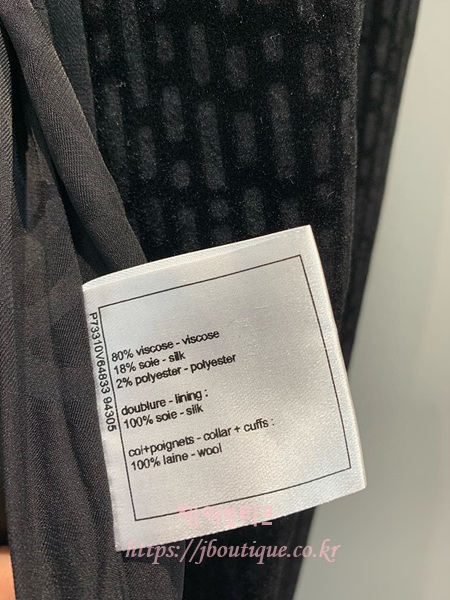 P73310V64833 94305
80% viscose - viscose
18% soie - silk
2% polyester - polyester
doublure - lining :
100% soie - silk
col+poignets - collar + cuffs :
100% laine - wool
https://jboutique.co.kr